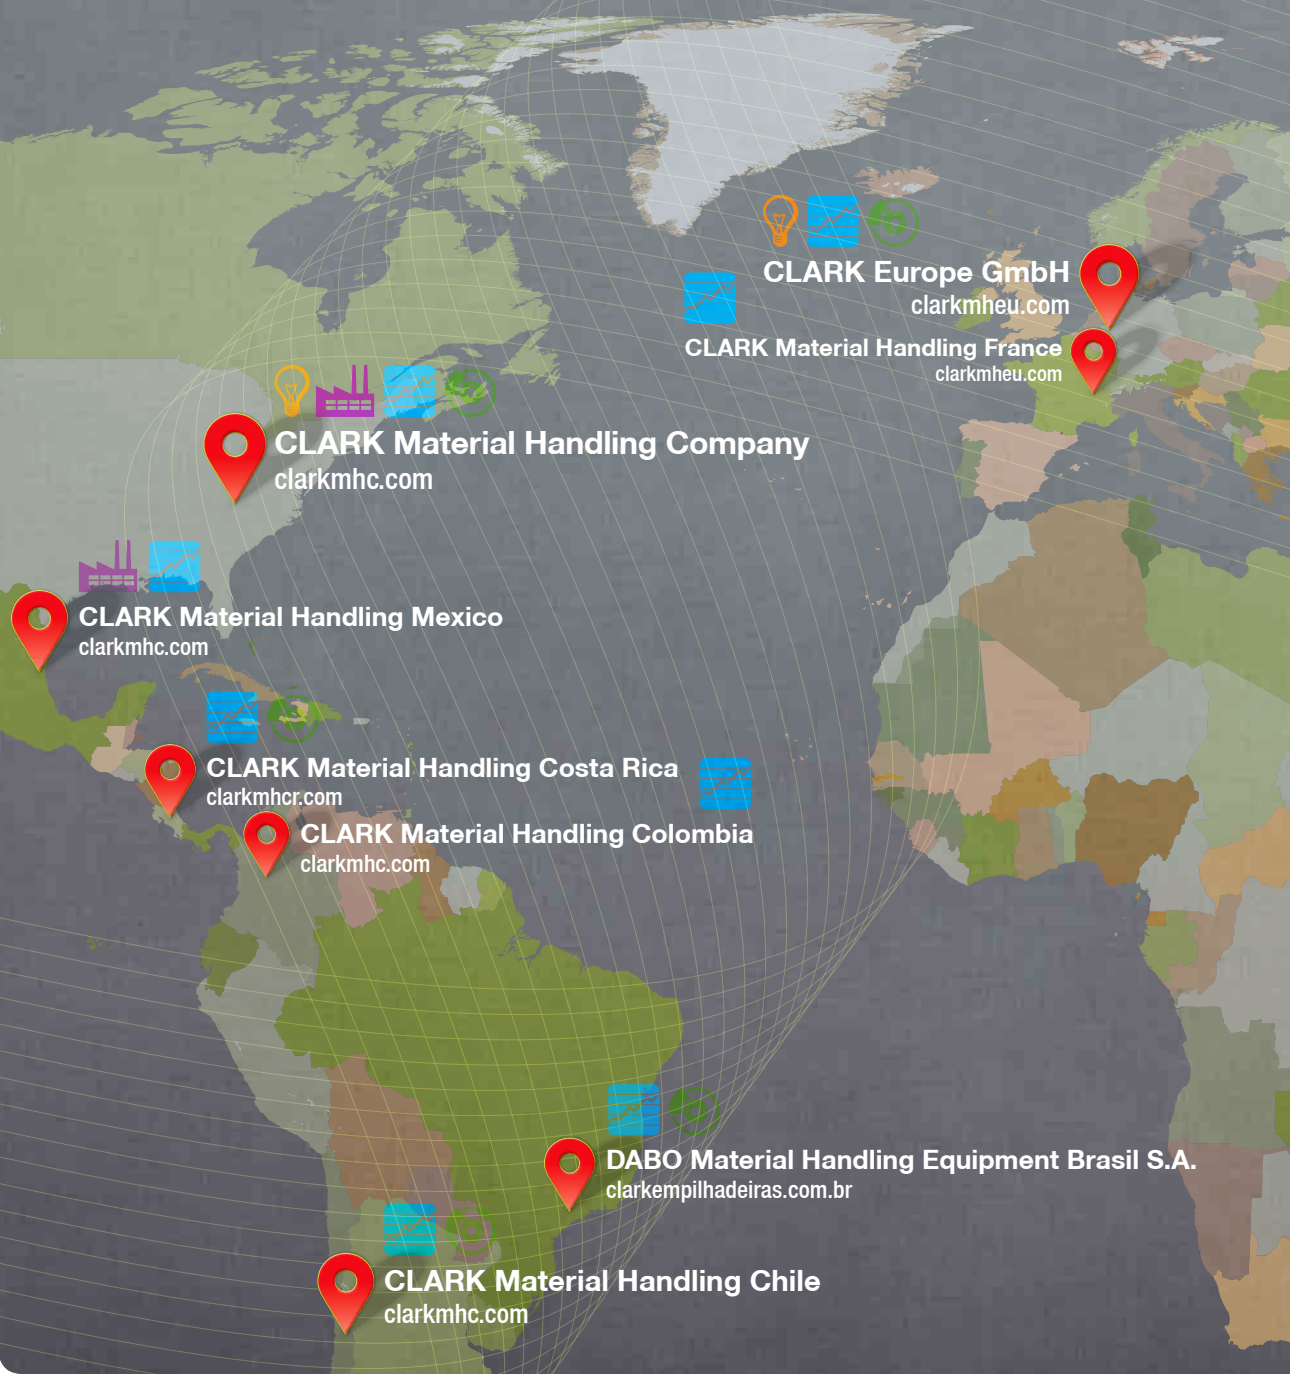 CLARK Europe GmbH
clarkmheu.com
CLARK Material Handling France
clarkmheu.com
CLARK Material Handling Company
clarkmhc.com
CLARK Material Handling Mexico
clarkmhc.com
CLARK Material Handling Costa Rica
clarkmhcr.com
CLARK Material Handling Colombia
clarkmhc.com
DABO Material Handling Equipment Brasil S.A.
clarkempilhadeiras.com.br
CLARK Material Handling Chile
clarkmhc.com